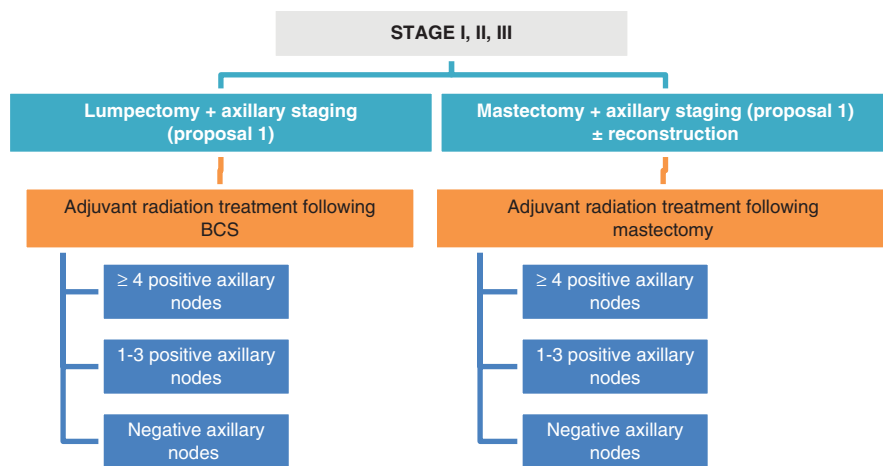 STAGE I, II, III
Lumpectomy + axillary staging
(proposal 1)
Mastectomy + axillary staging (proposal 1)
± reconstruction
Adjuvant radiation treatment following
BCS
Adjuvant radiation treatment following
mastectomy
≥ 4 positive axillary
nodes
1-3 positive axillary
nodes
Negative axillary
nodes
≥ 4 positive axillary
nodes
1-3 positive axillary
nodes
Negative axillary
nodes